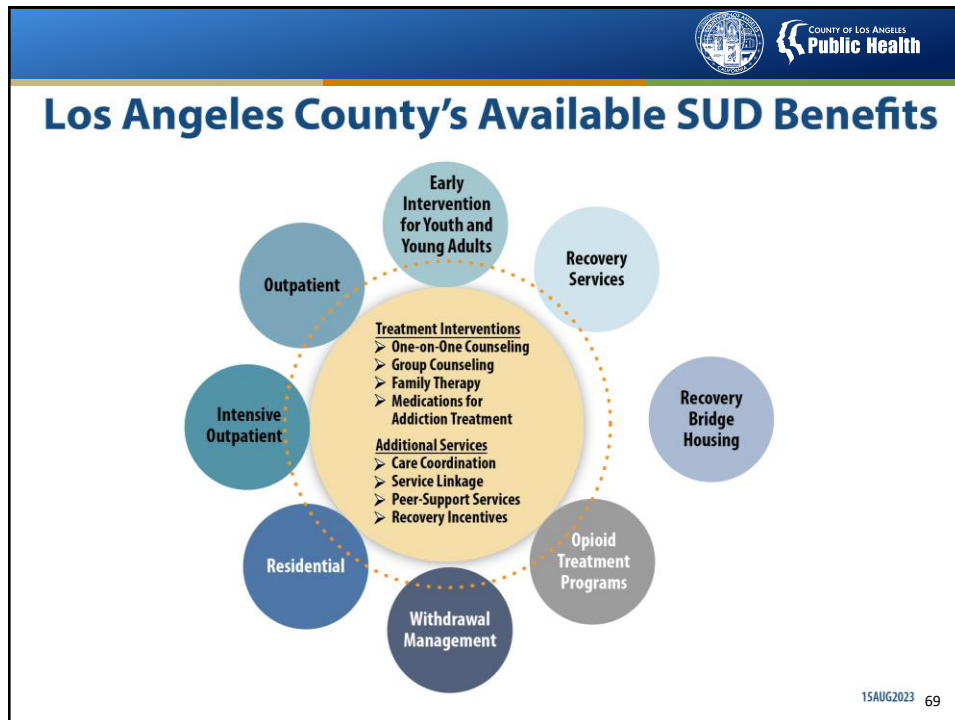 COUNTY OF LOS ANGELES
Public Health
Los Angeles County's Available SUD Benefits
Early
Intervention
for Youth and
Young Adults
Recovery
Services
Recovery
Bridge
Housing
Opioid
Treatment
Programs
Withdrawal
Management
Residential
Intensive
Outpatient
Outpatient
Treatment Interventions
➢ One-on-One Counseling
➢ Group Counseling
➢ Family Therapy
➢ Medications for
Addiction Treatment
Additional Services
➢ Care Coordination
➢ Service Linkage
➢ Peer-Support Services
➢ Recovery Incentives
15AUG2023 69